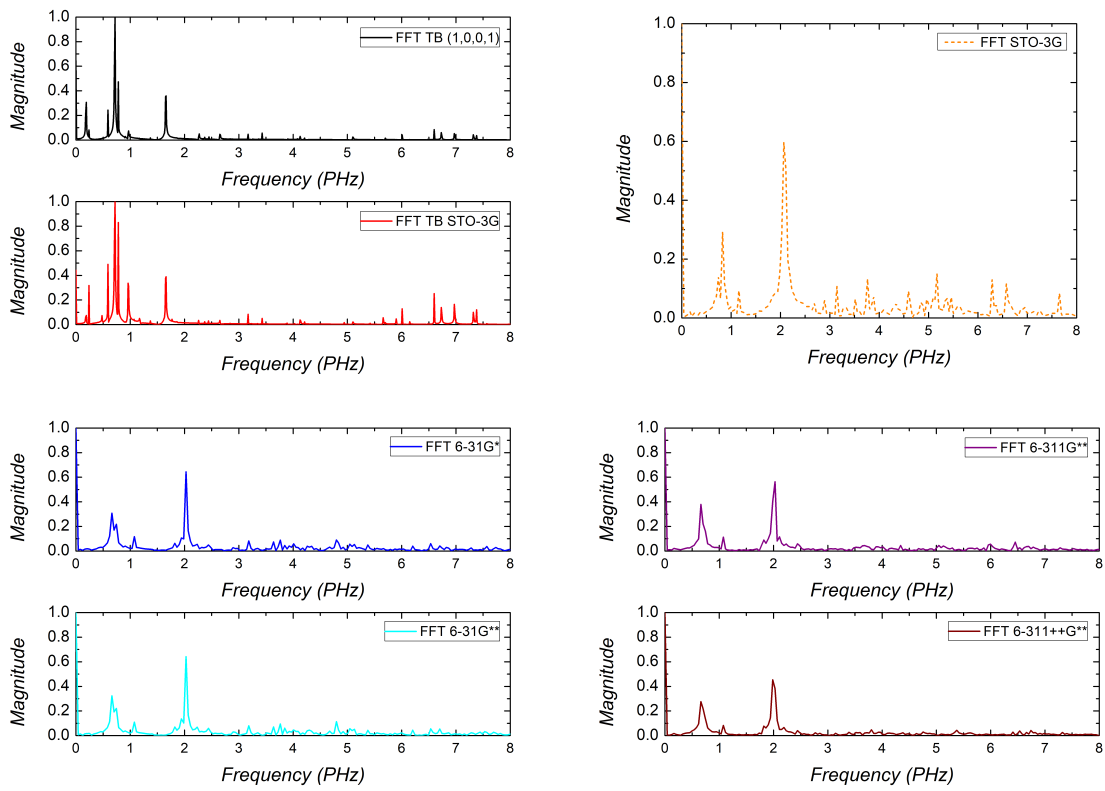 FFT TB (1,0,0,1)
1.0
0.8
0.6
0.4
0.2
0.0
Magnitude
0 1 2 3 4 5 6 7 8
Frequency (PHz)
FFT TB STO-3G
1.0
0.8
0.6
0.4
0.2
0.0
Magnitude
0 1 2 3 4 5 6 7 8
Frequency (PHz)
FFT STO-3G
1.0
0.8
0.6
0.4
0.2
0.0
Magnitude
0 1 2 3 4 5 6 7 8
Frequency (PHz)
FFT 6-31G*
1.0
0.8
0.6
0.4
0.2
0.0
Magnitude
0 1 2 3 4 5 6 7 8
Frequency (PHz)
FFT 6-31G**
1.0
0.8
0.6
0.4
0.2
0.0
Magnitude
0 1 2 3 4 5 6 7 8
Frequency (PHz)
FFT 6-311G**
1.0
0.8
0.6
0.4
0.2
0.0
Magnitude
0 1 2 3 4 5 6 7 8
Frequency (PHz)
FFT 6-311++G**
1.0
0.8
0.6
0.4
0.2
0.0
Magnitude
0 1 2 3 4 5 6 7 8
Frequency (PHz)